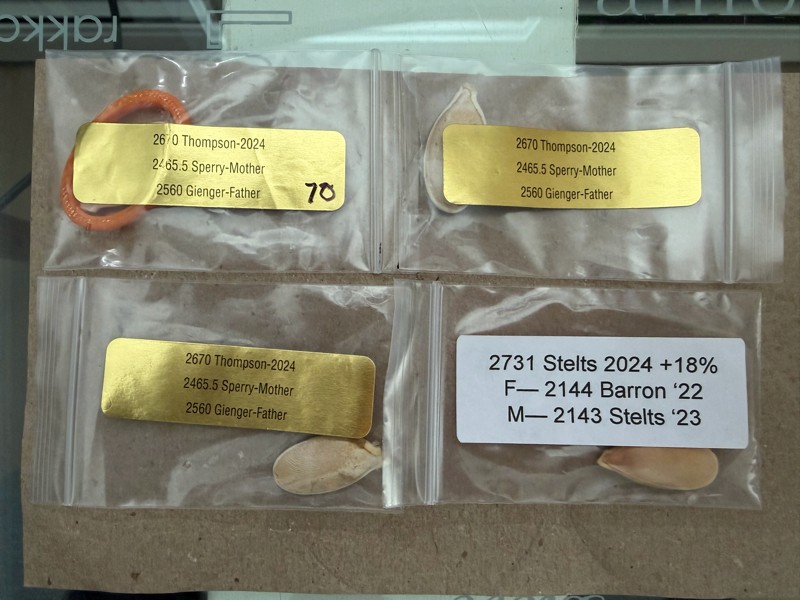 2670 Thompson-2024
2465.5 Sperry-Mother
2560 Gienger-Father
70
2670 Thompson-2024
2465.5 Sperry-Mother
2560 Gienger-Father
2670 Thompson-2024
2465.5 Sperry-Mother
2560 Gienger-Father
2731 Stelts 2024 +18%
F— 2144 Barron ‘22
M— 2143 Stelts ‘23